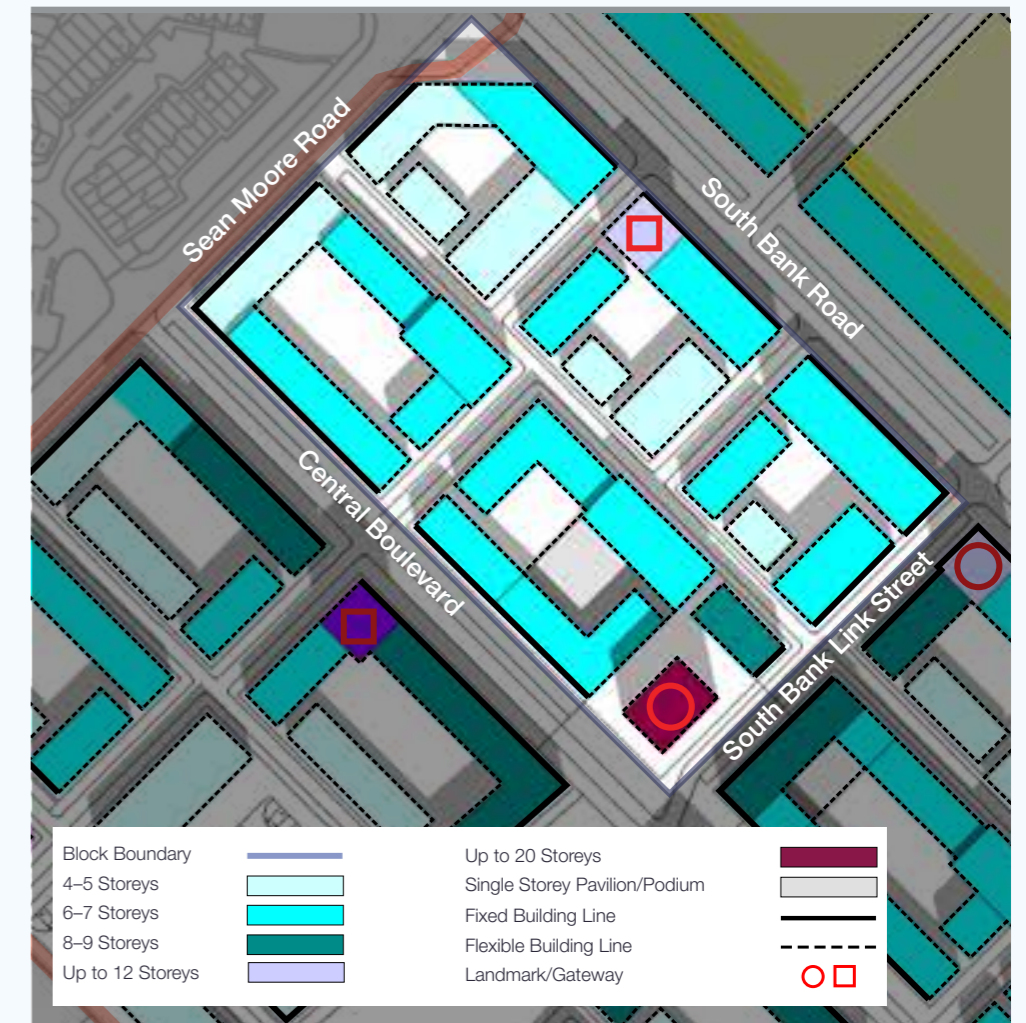 Sean Moore Road
South Bank Road
Central Boulevard
South Bank Link Street
Block Boundary
4–5 Storeys
6–7 Storeys
8–9 Storeys
Up to 12 Storeys
Up to 20 Storeys
Single Storey Pavilion/Podium
Fixed Building Line
Flexible Building Line
Landmark/Gateway